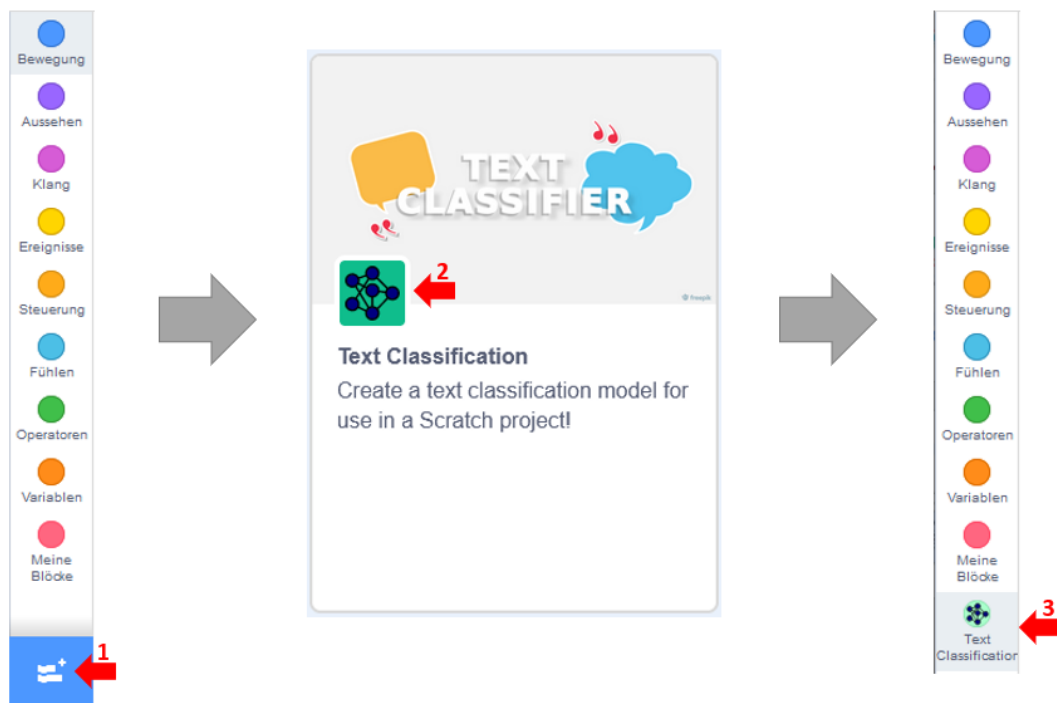 Bewegung
Aussehen
Klang
Ereignisse
Steuerung
Fühlen
Operatoren
Variablen
Meine
Blöcke
1
TEXT
CLASSIFIER
2
freepik
Text Classification
Create a text classification model for
use in a Scratch project!
Bewegung
Aussehen
Klang
Ereignisse
Steuerung
Fühlen
Operatoren
Variablen
Meine
Blöcke
3
Text
Classification